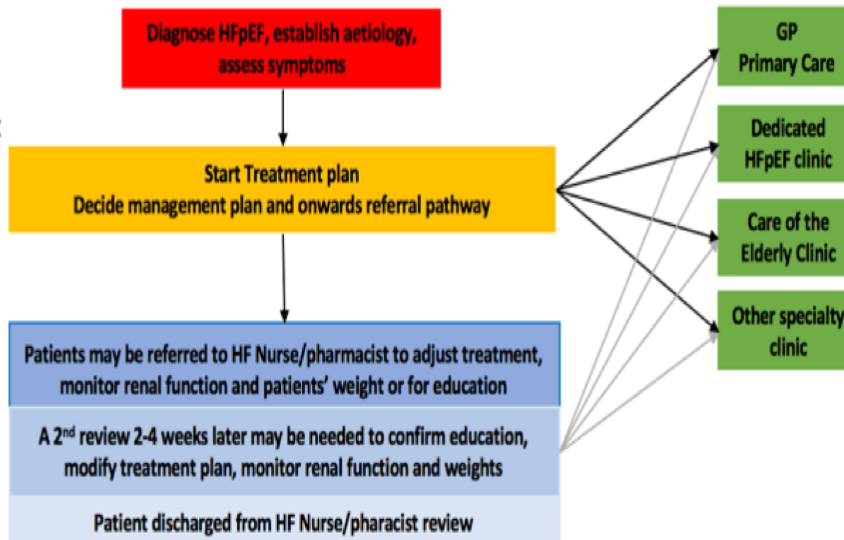 Diagnose HFpEF, establish aetiology,
assess symptoms
Start Treatment plan
Decide management plan and onwards referral pathway
Patients may be referred to HF Nurse/pharmacist to adjust treatment,
monitor renal function and patients' weight or for education
A 2nd review 2-4 weeks later may be needed to confirm education,
modify treatment plan, monitor renal function and weights
Patient discharged from HF Nurse/pharacist review
GP
Primary Care
Dedicated
HFpEF clinic
Care of the
Elderly Clinic
Other specialty
clinic